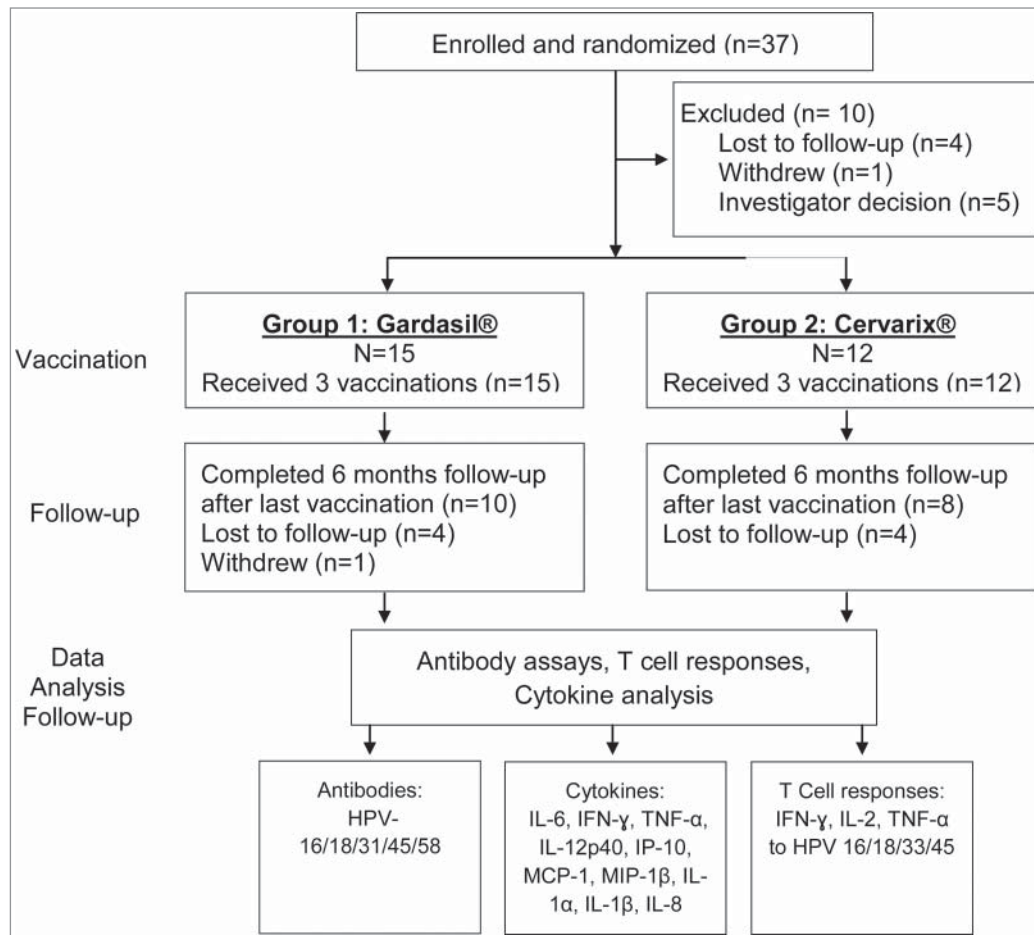 Enrolled and randomized (n=37)
Excluded (n= 10)
Lost to follow-up (n=4)
Withdrew (n=1)
Investigator decision (n=5)
Vaccination
Group 1: Gardasil®
N=15
Received 3 vaccinations (n=15)
Group 2: Cervarix®
N=12
Received 3 vaccinations (n=12)
Follow-up
Completed 6 months follow-up
after last vaccination (n=10)
Lost to follow-up (n=4)
Withdrew (n=1)
Completed 6 months follow-up
after last vaccination (n=8)
Lost to follow-up (n=4)
Data
Analysis
Follow-up
Antibody assays, T cell responses,
Cytokine analysis
Antibodies:
HPV-
16/18/31/45/58
Cytokines:
IL-6, IFN-ɣ, TNF-α,
IL-12p40, IP-10,
MCP-1, MIP-1β, IL-
1α, IL-1β, IL-8
T Cell responses:
IFN-ɣ, IL-2, TNF-α
to HPV 16/18/33/45